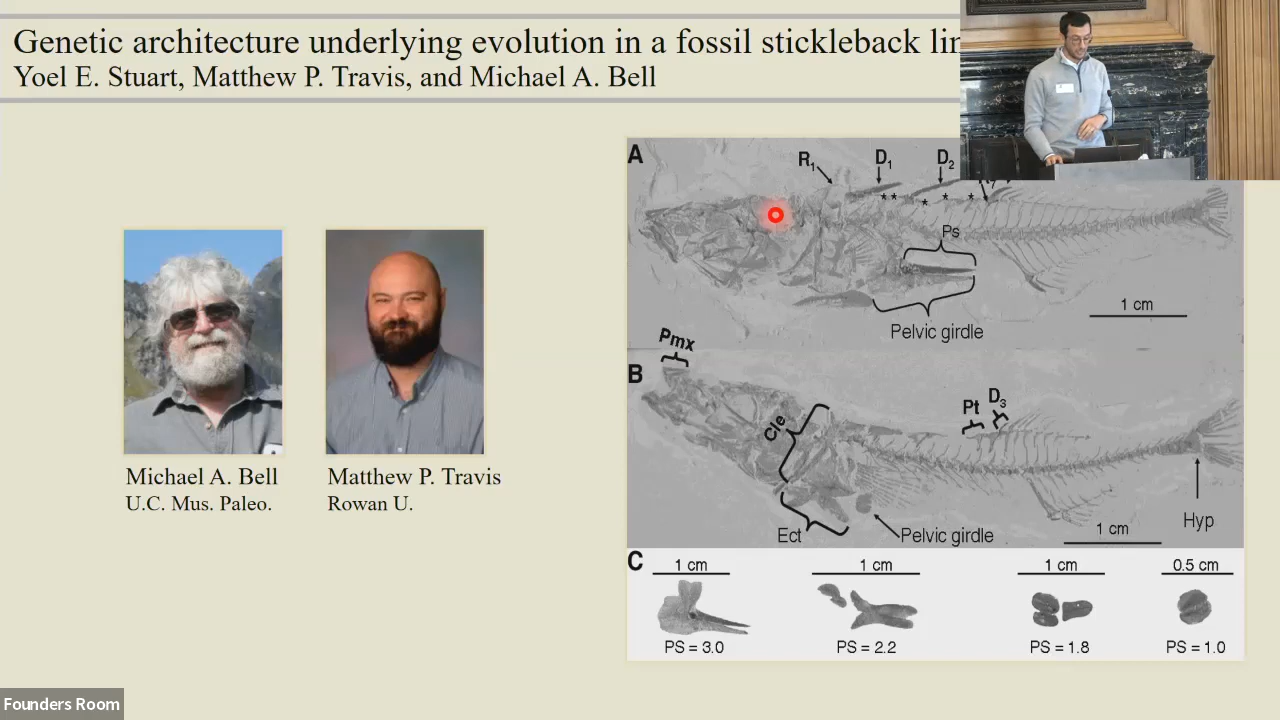 Genetic architecture underlying evolution in a fossil stickleback
Yoel E. Stuart, Matthew P. Travis, and Michael A. Bell
Michael A. Bell
U.C. Mus. Paleo.
Matthew P. Travis
Rowan U.
A
R₁
D₁
D₂
**
*
*
*
Ps
1 cm
Pelvic girdle
Pmx
B
Cle
Pt
D₃
Ect
Pelvic girdle
1 cm
Hyp
C
1 cm
1 cm
1 cm
0.5 cm
PS = 3.0
PS = 2.2
PS = 1.8
PS = 1.0
Founders Room